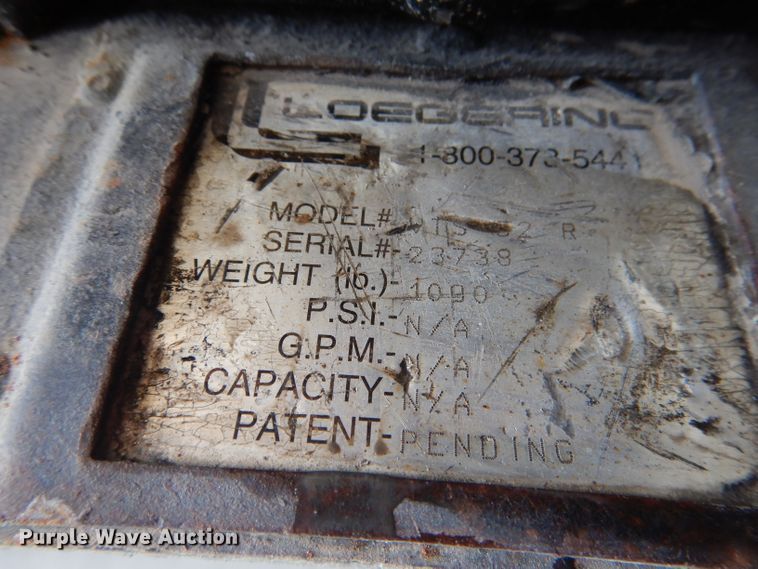 LOEGERING
1-800-373-544
MODEL# R
SERIAL#-23738
WEIGHT (lb.)-1090
P.S.I.-N/A
G.P.M.-N/A
CAPACITY-N/A
PATENT-PENDING
Purple Wave Auction